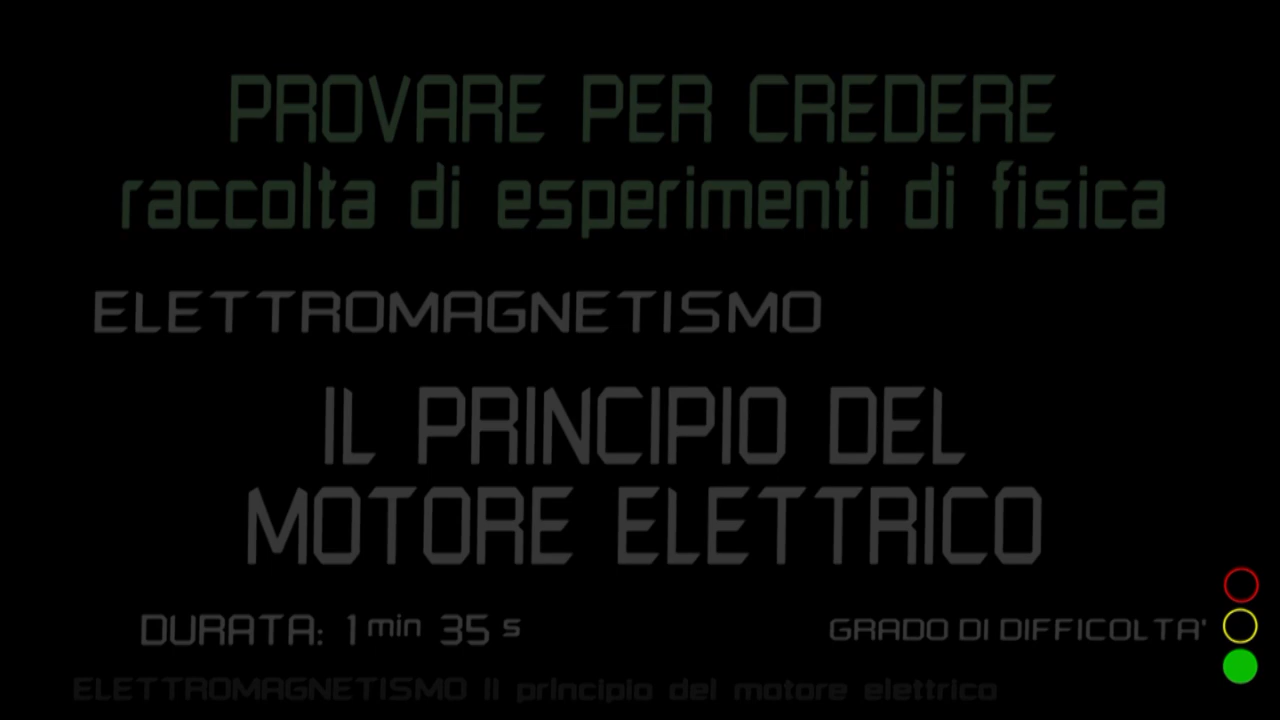 PROVARE PER CREDERE
raccolta di esperimenti di fisica
ELETTROMAGNETISMO
IL PRINCIPIO DEL
MOTORE ELETTRICO
DURATA: 1 min 35 s
GRADO DI DIFFICOLTA'
ELETTROMAGNETISMO Il principio del motore elettrico